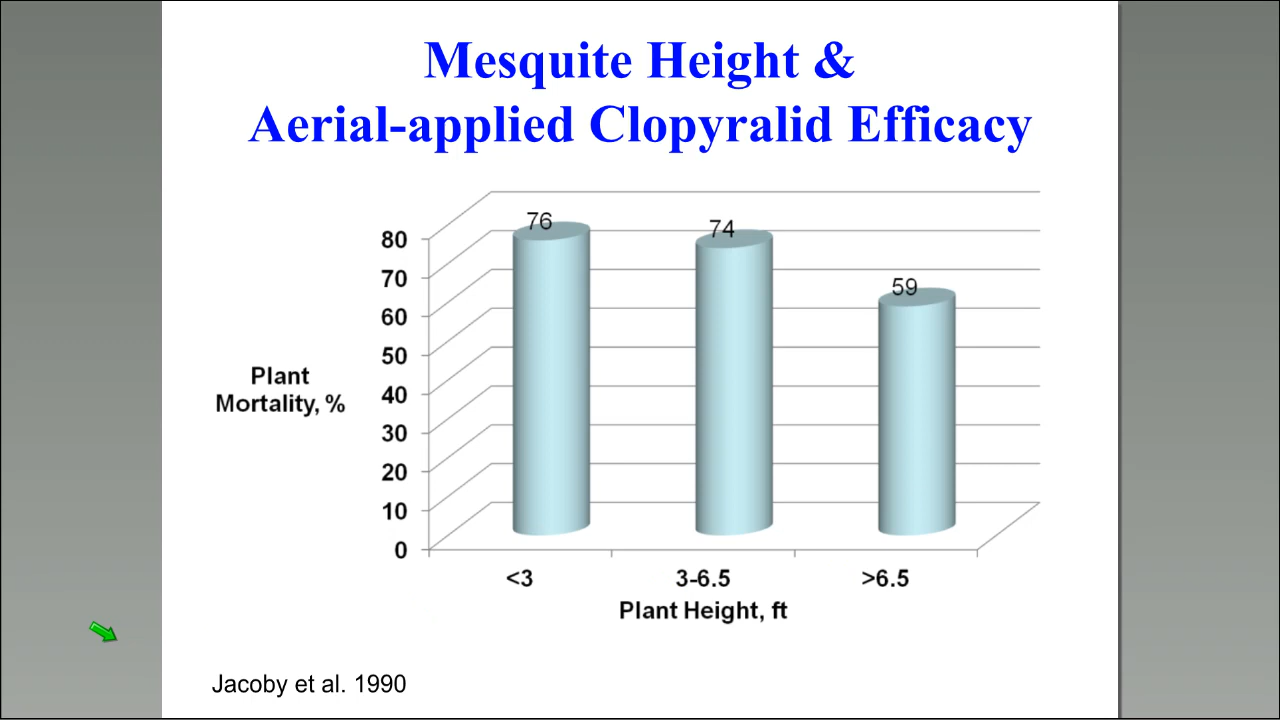 Mesquite Height &
Aerial-applied Clopyralid Efficacy
76
74
59
80
70
60
50
40
30
20
10
0
Plant
Mortality, %
<3
3-6.5
>6.5
Plant Height, ft
Jacoby et al. 1990